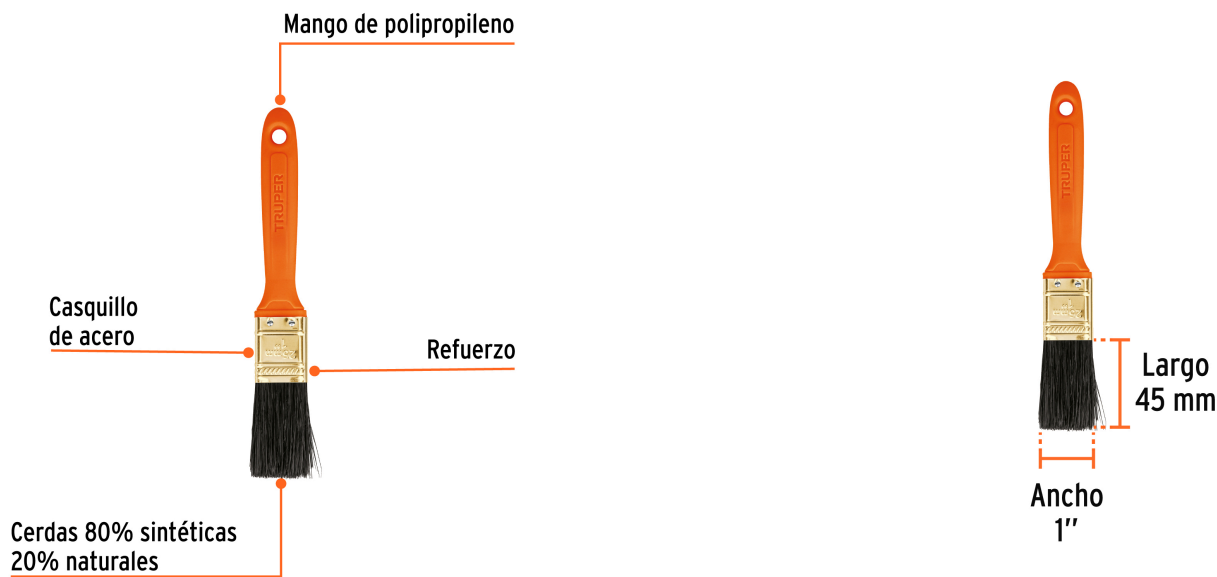 Mango de polipropileno
TRUPER
Casquillo
de acero
Refuerzo
Cerdas 80% sintéticas
20% naturales
TRUPER
Largo
45 mm
Ancho
1"